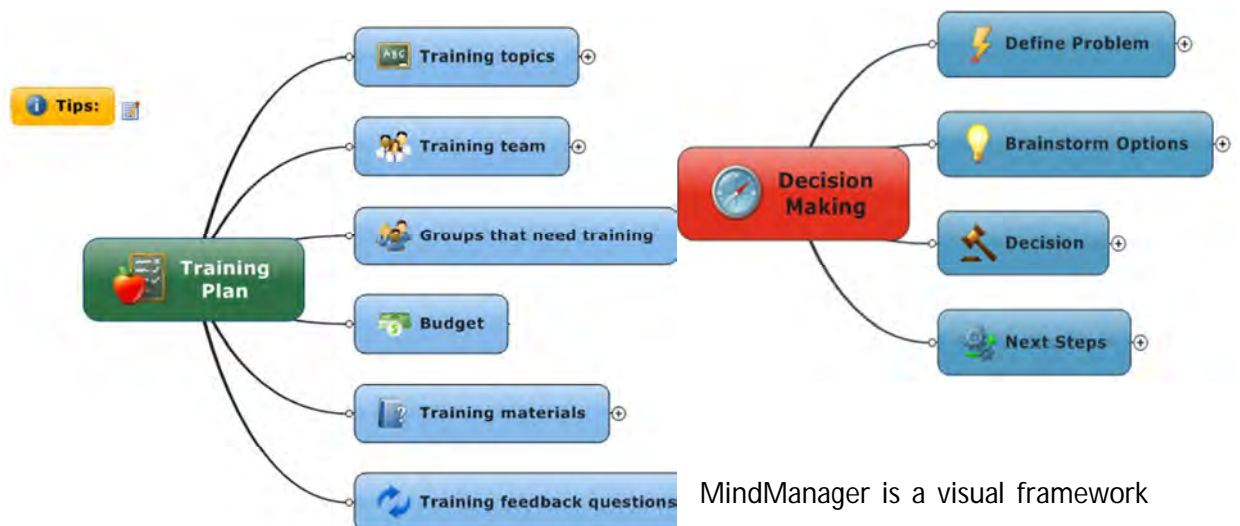 Tips:
Training
Plan
Training topics
Training team
Groups that need training
Budget
Training materials
Training feedback questions
Decision
Making
Define Problem
Brainstorm Options
Decision
Next Steps
MindManager is a visual framework